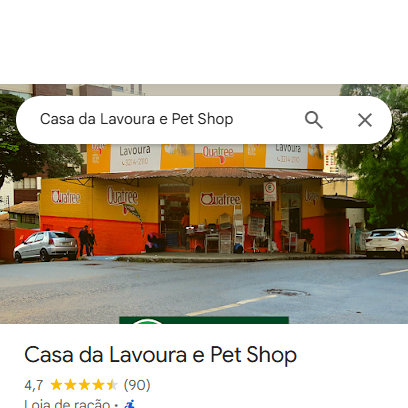 Casa da Lavoura e Pet Shop
Lavoura
Quatree
Lavoura
Quatree
Quatree
Quatree
Casa da Lavoura e Pet Shop
4,7 (90)
Loja de ração ·